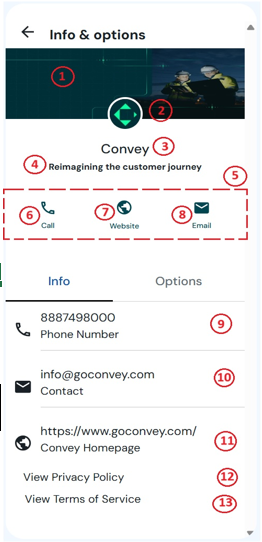 Info & options
1
2
Convey 3
4 Reimagining the customer journey
5
6 Call
7 Website
8 Email
Info Options
8887498000
Phone Number
9
info@goconvey.com
Contact
10
https://www.goconvey.com/
Convey Homepage
11
View Privacy Policy 12
View Terms of Service 13